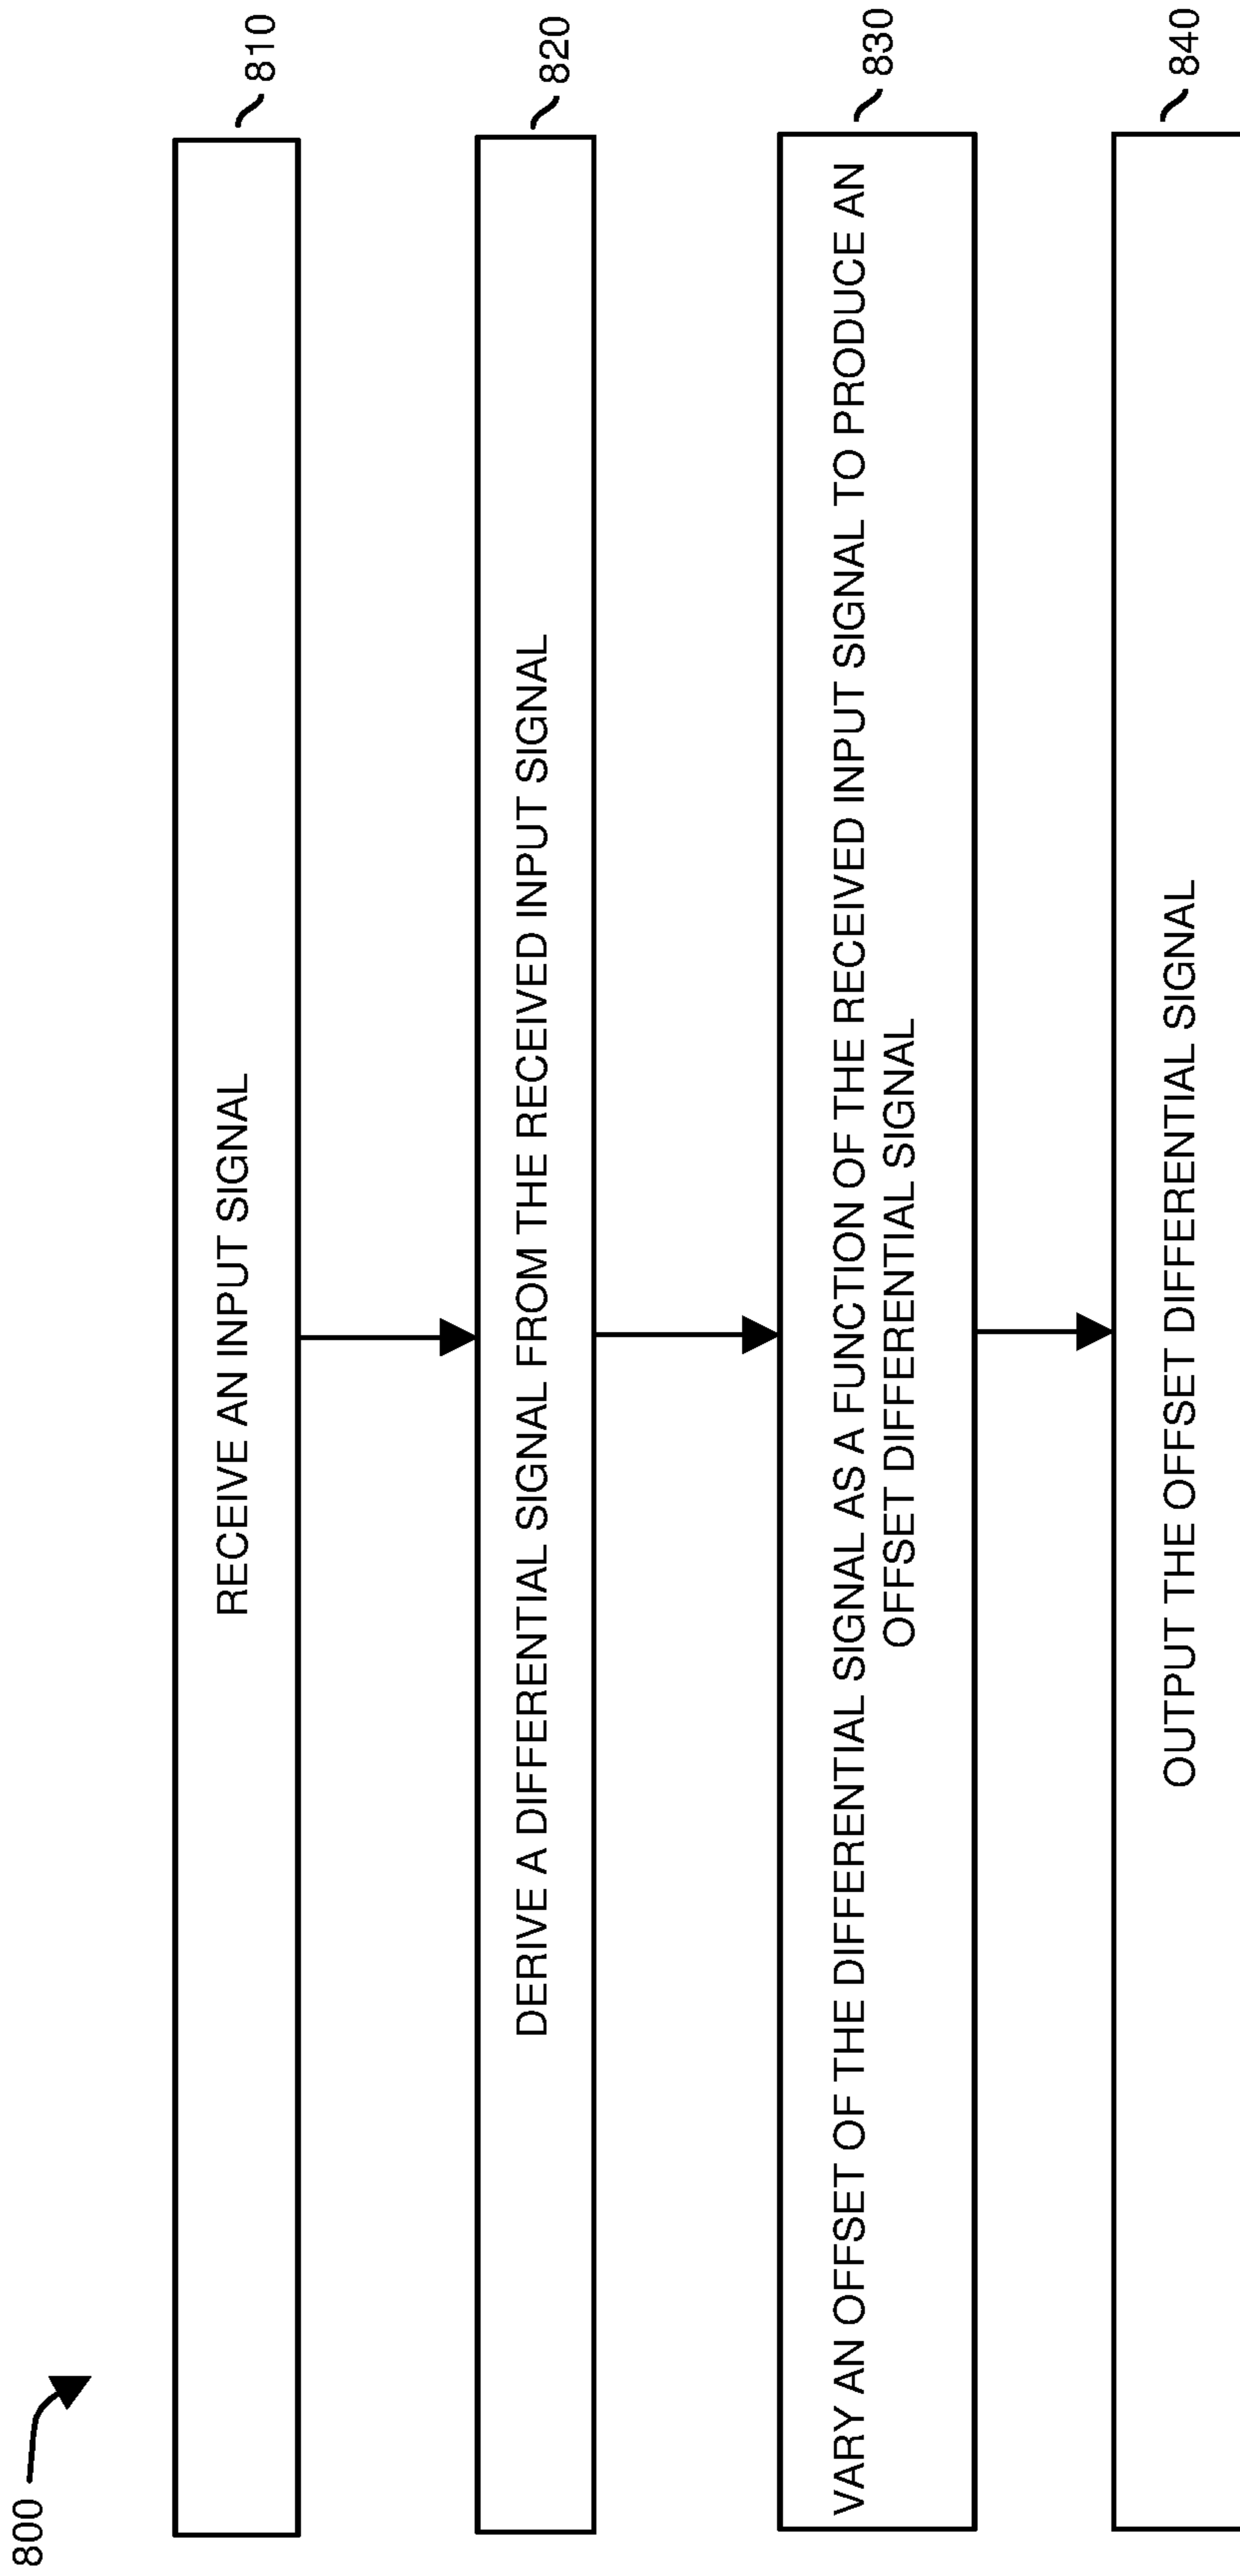 800
RECEIVE AN INPUT SIGNAL
810
DERIVE A DIFFERENTIAL SIGNAL FROM THE RECEIVED INPUT SIGNAL
820
VARY AN OFFSET OF THE DIFFERENTIAL SIGNAL AS A FUNCTION OF THE RECEIVED INPUT SIGNAL TO PRODUCE AN
OFFSET DIFFERENTIAL SIGNAL
830
OUTPUT THE OFFSET DIFFERENTIAL SIGNAL
840